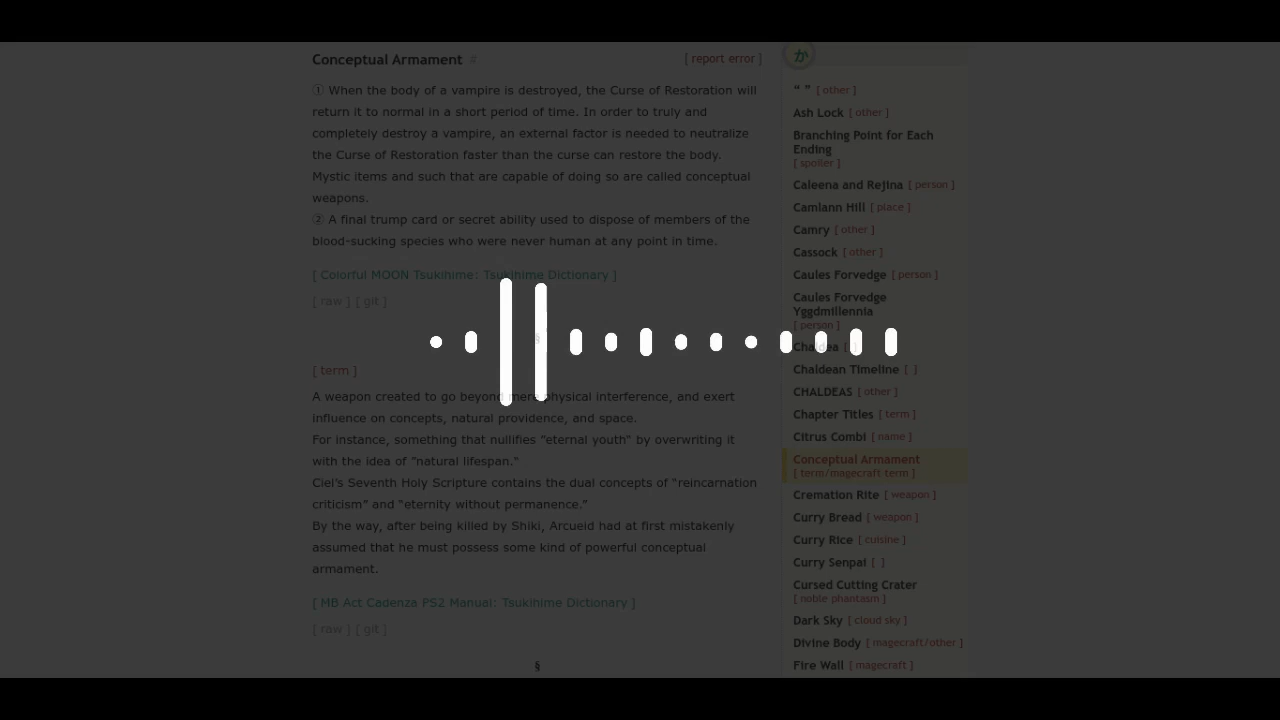 Conceptual Armament #
[ report error ]
① When the body of a vampire is destroyed, the Curse of Restoration will
return it to normal in a short period of time. In order to truly and
completely destroy a vampire, an external factor is needed to neutralize
the Curse of Restoration faster than the curse can restore the body.
Mystic items and such that are capable of doing so are called conceptual
weapons.
② A final trump card or secret ability used to dispose of members of the
blood-sucking species who were never human at any point in time.
[ Colorful MOON Tsukihime: Tsukihime Dictionary ]
[ raw ] [ git ]
§
[ term ]
A weapon created to go beyond mere physical interference, and exert
influence on concepts, natural providence, and space.
For instance, something that nullifies "eternal youth" by overwriting it
with the idea of "natural lifespan."
Ciel's Seventh Holy Scripture contains the dual concepts of "reincarnation
criticism" and "eternity without permanence."
By the way, after being killed by Shiki, Arcueid had at first mistakenly
assumed that he must possess some kind of powerful conceptual
armament.
[ MB Act Cadenza PS2 Manual: Tsukihime Dictionary ]
[ raw ] [ git ]
§
か
“ ” [ other ]
Ash Lock [ other ]
Branching Point for Each
Ending
[ spoiler ]
Caleena and Rejina [ person ]
Camlann Hill [ place ]
Camry [ other ]
Cassock [ other ]
Caules Forvedge [ person ]
Caules Forvedge
Yggdmillennia
[ person ]
Chaldea [ ]
Chaldean Timeline [ ]
CHALDEAS [ other ]
Chapter Titles [ term ]
Citrus Combi [ name ]
Conceptual Armament
[ term/magecraft term ]
Cremation Rite [ weapon ]
Curry Bread [ weapon ]
Curry Rice [ cuisine ]
Curry Senpai [ ]
Cursed Cutting Crater
[ noble phantasm ]
Dark Sky [ cloud sky ]
Divine Body [ magecraft/other ]
Fire Wall [ magecraft ]